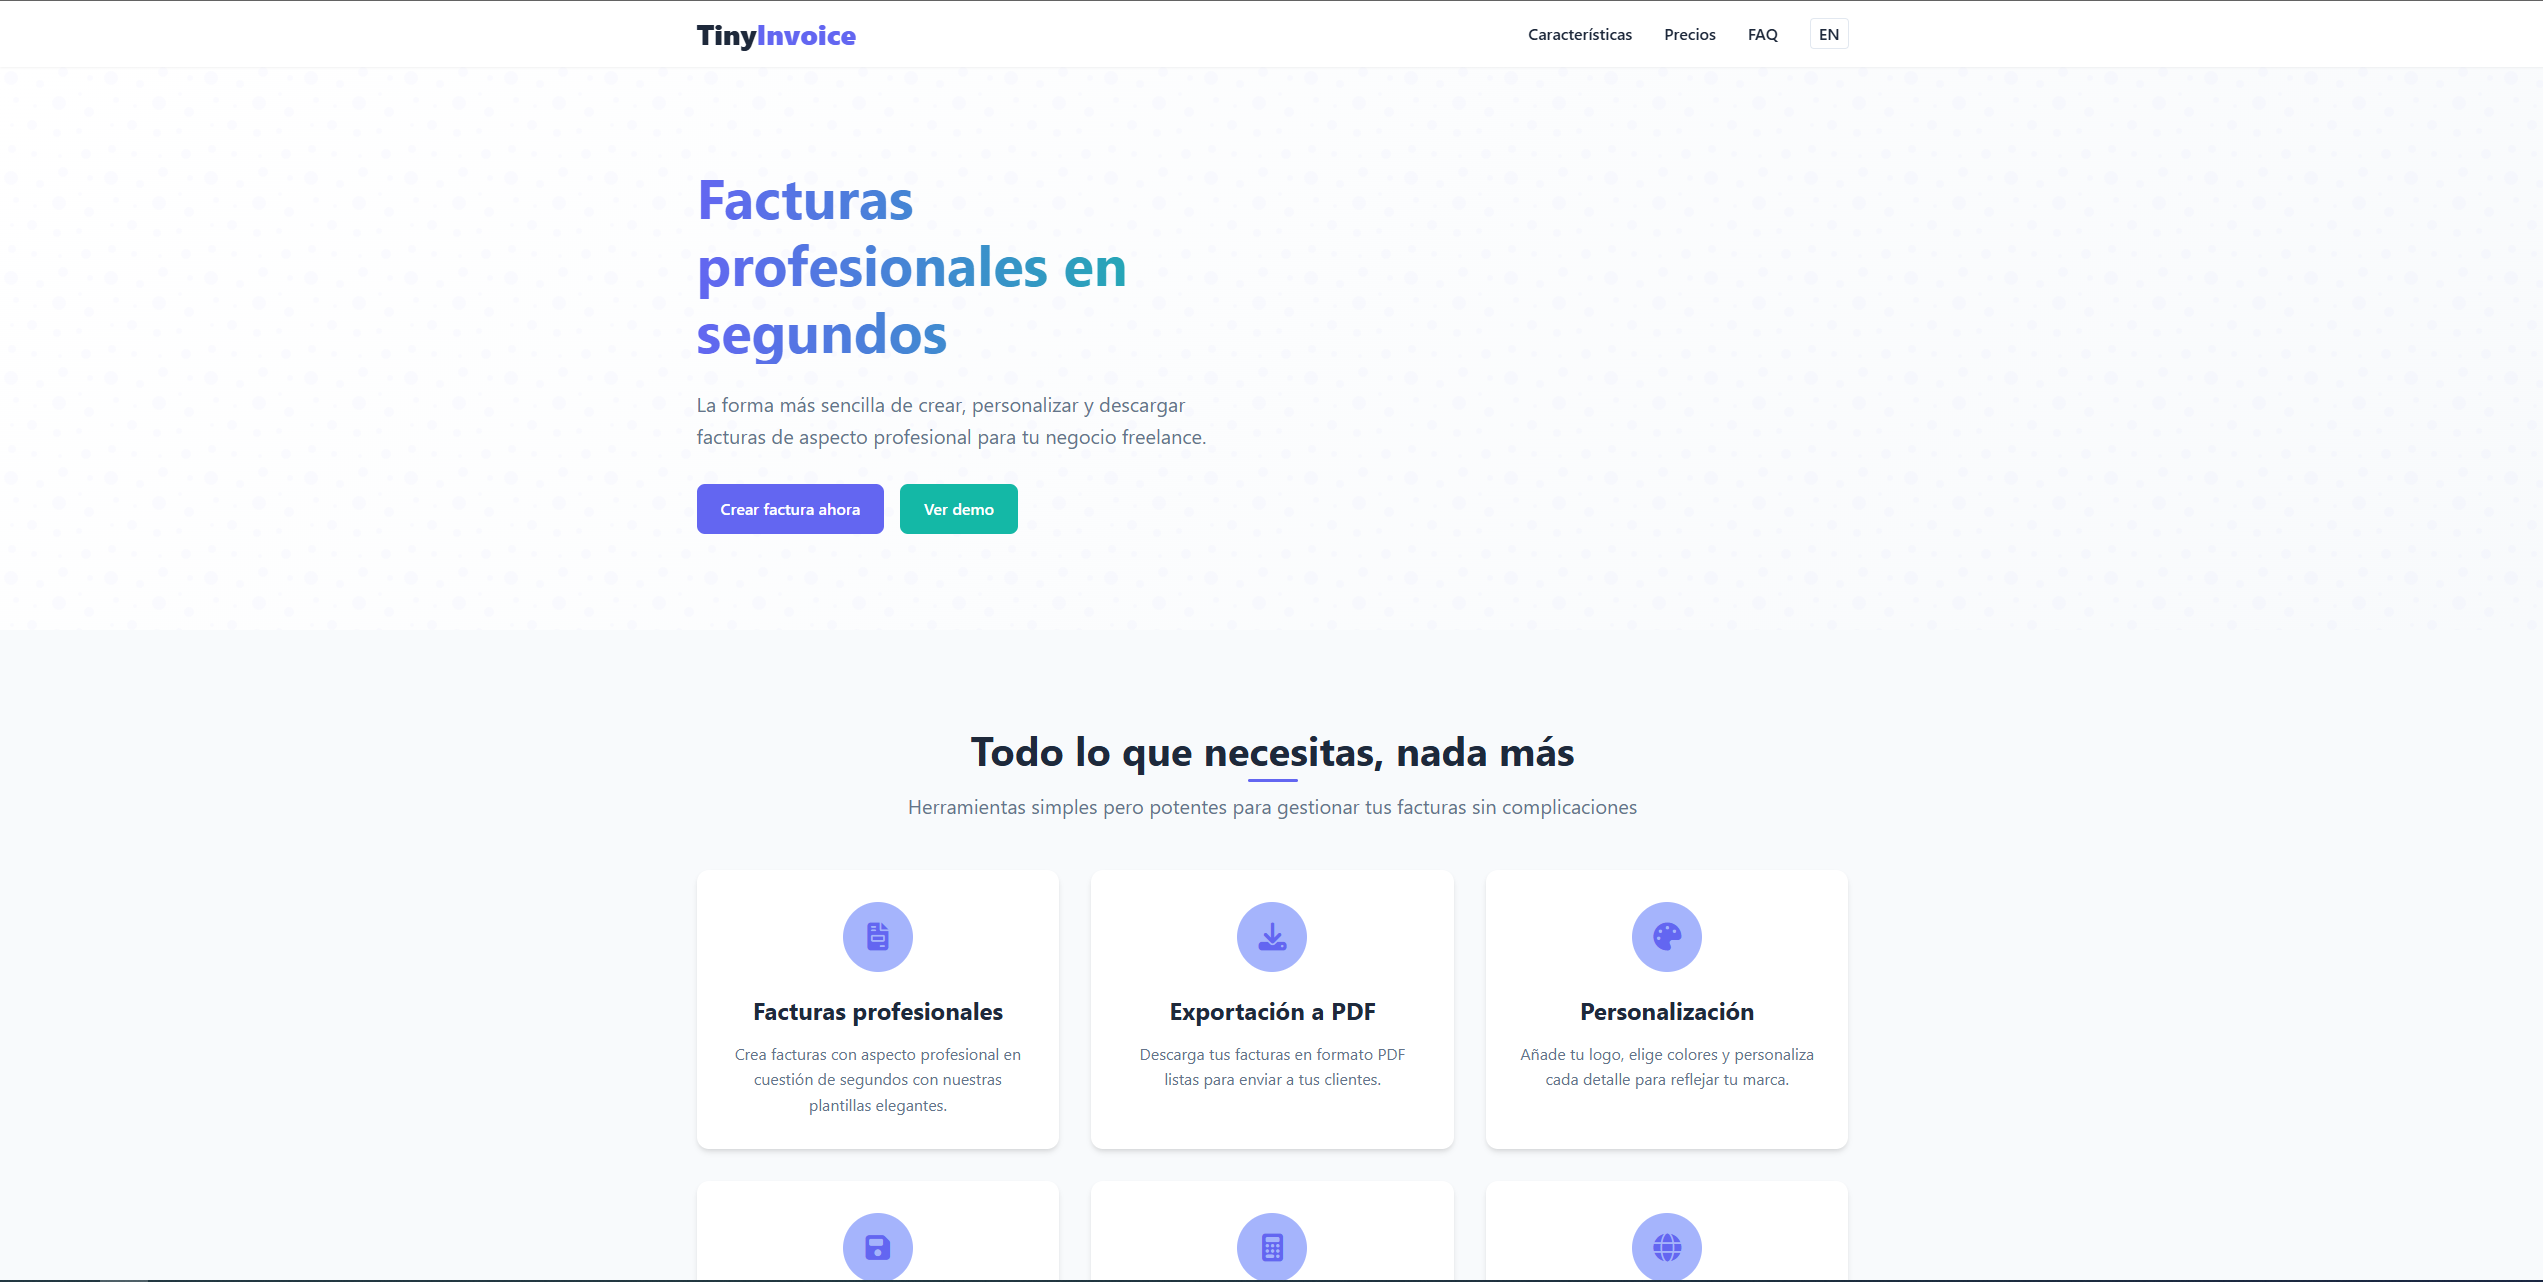 TinyInvoice
Características
Precios
FAQ
EN
Facturas
profesionales en
segundos
La forma más sencilla de crear, personalizar y descargar
facturas de aspecto profesional para tu negocio freelance.
Crear factura ahora
Ver demo
Todo lo que necesitas, nada más
Herramientas simples pero potentes para gestionar tus facturas sin complicaciones
Facturas profesionales
Crea facturas con aspecto profesional en
cuestión de segundos con nuestras
plantillas elegantes.
Exportación a PDF
Descarga tus facturas en formato PDF
listas para enviar a tus clientes.
Personalización
Añade tu logo, elige colores y personaliza
cada detalle para reflejar tu marca.